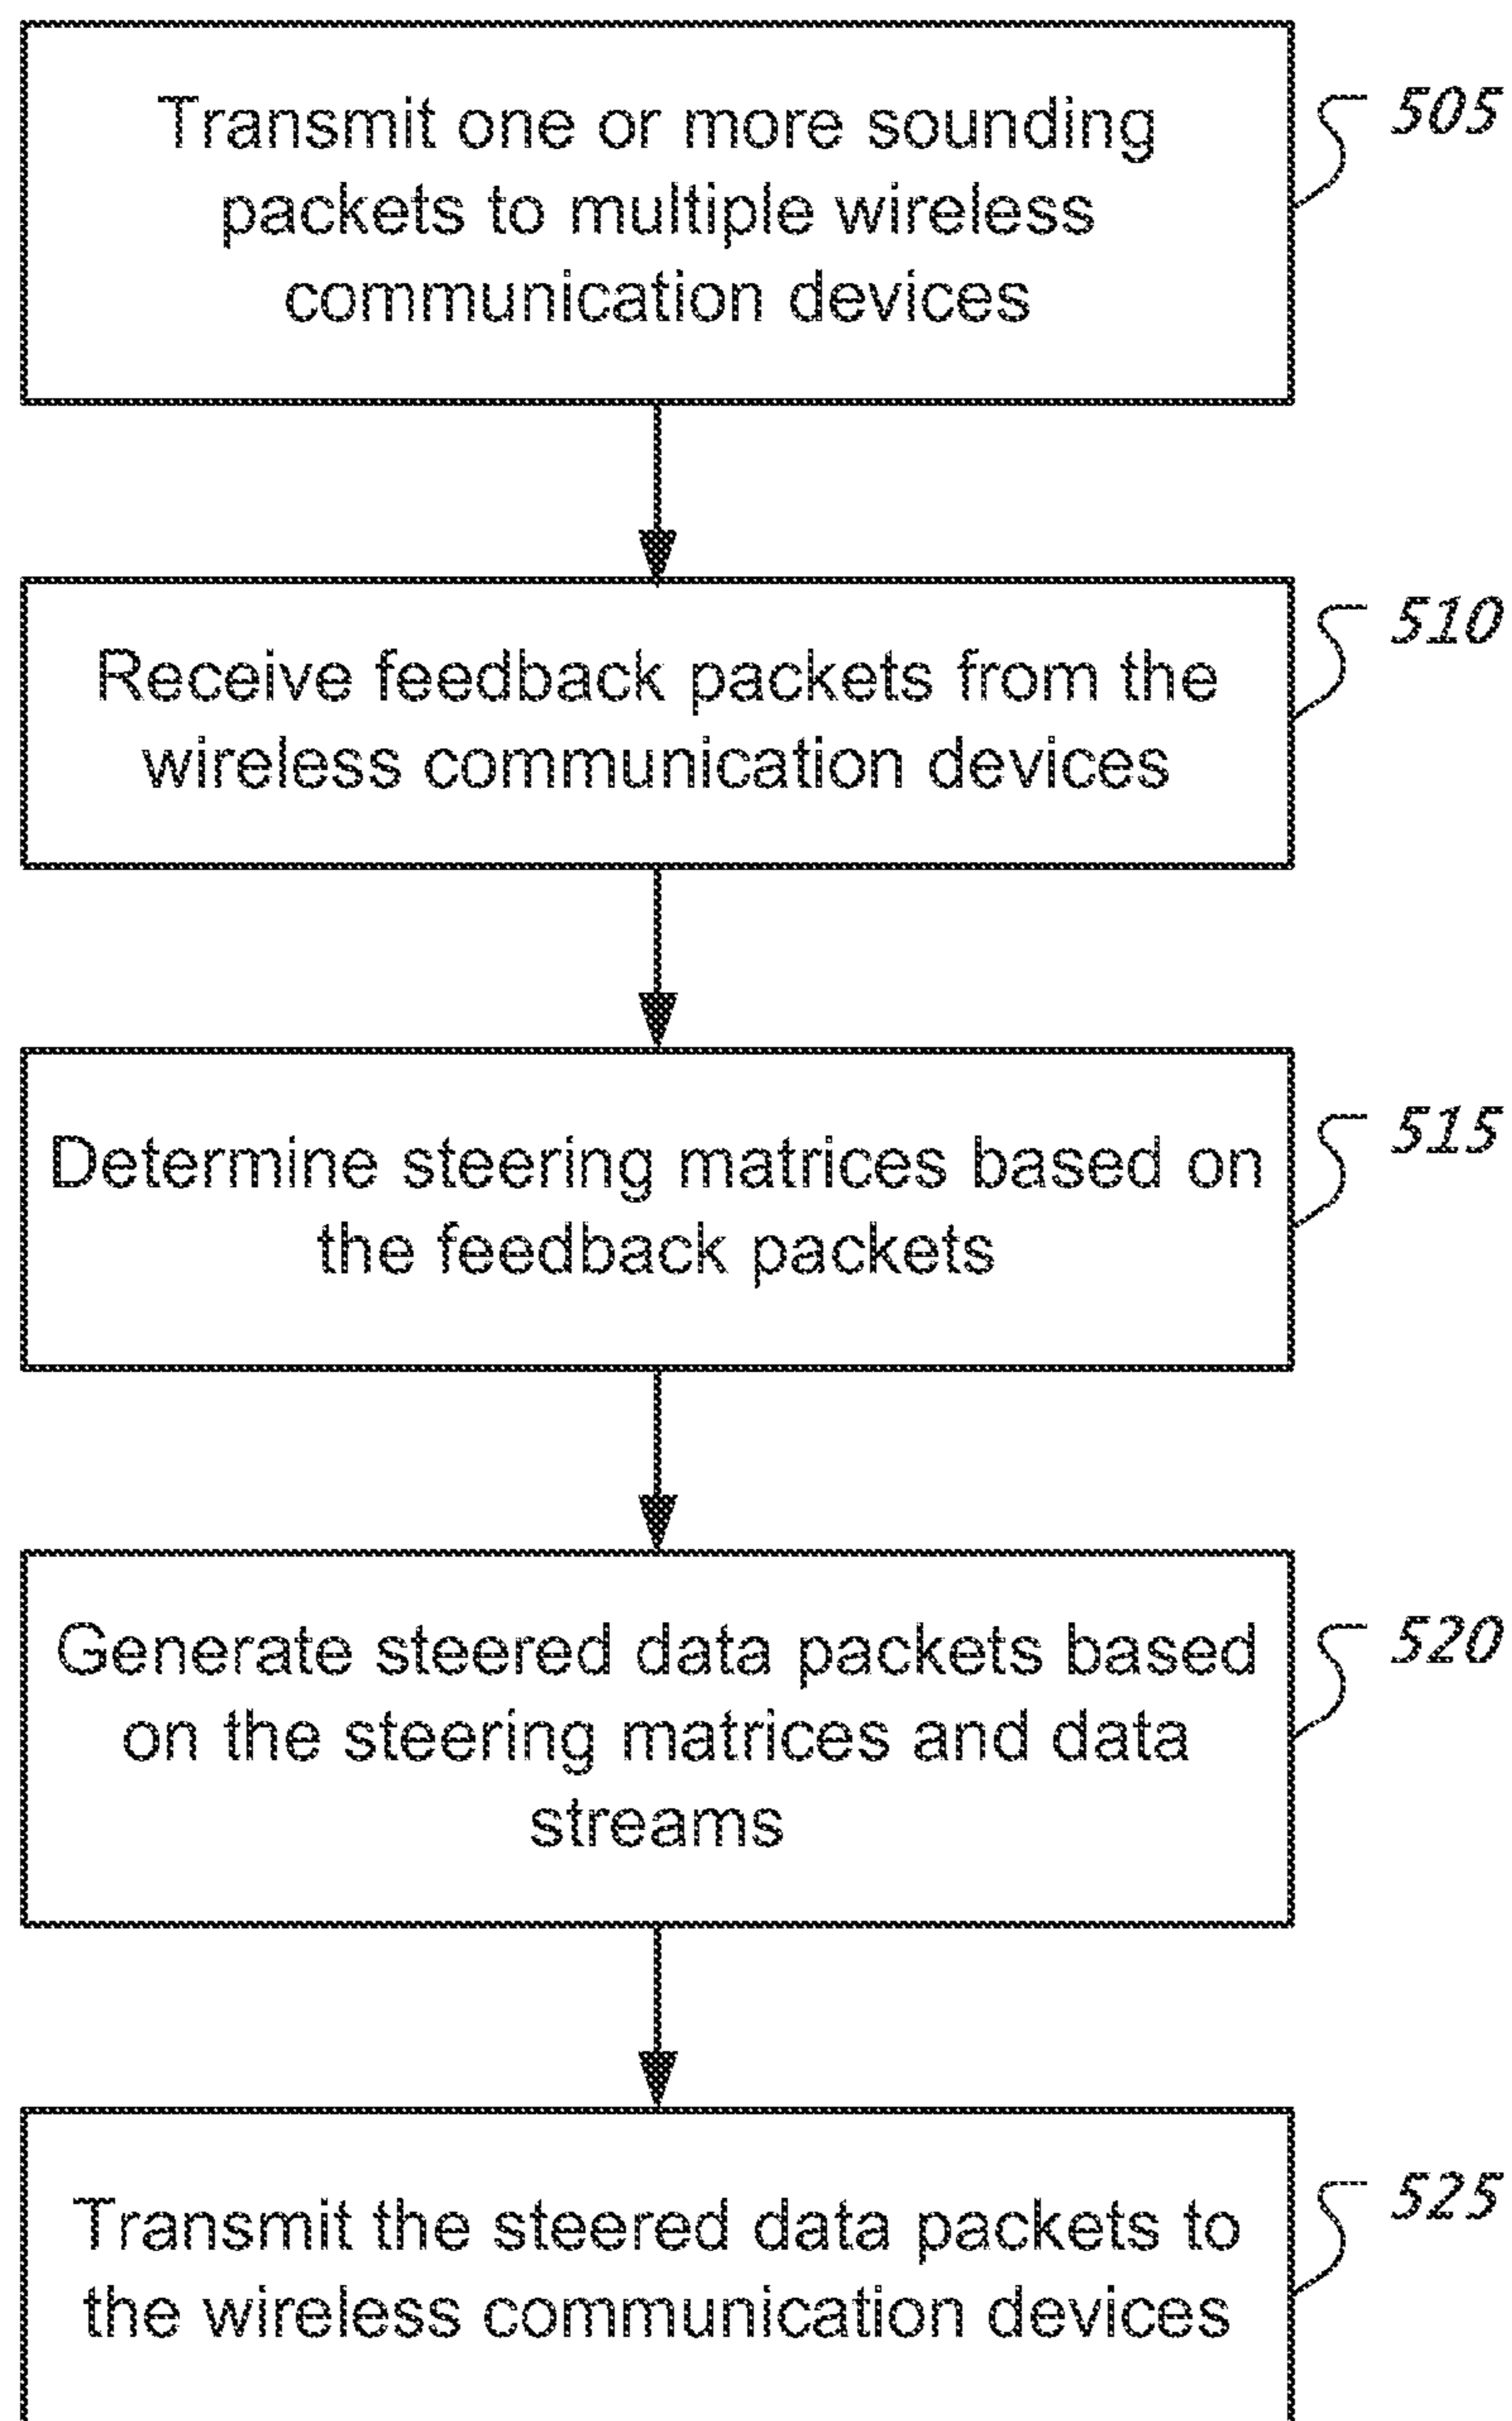 Transmit one or more sounding
packets to multiple wireless
communication devices
505
Receive feedback packets from the
wireless communication devices
510
Determine steering matrices based on
the feedback packets
515
Generate steered data packets based
on the steering matrices and data
streams
520
Transmit the steered data packets to
the wireless communication devices
525